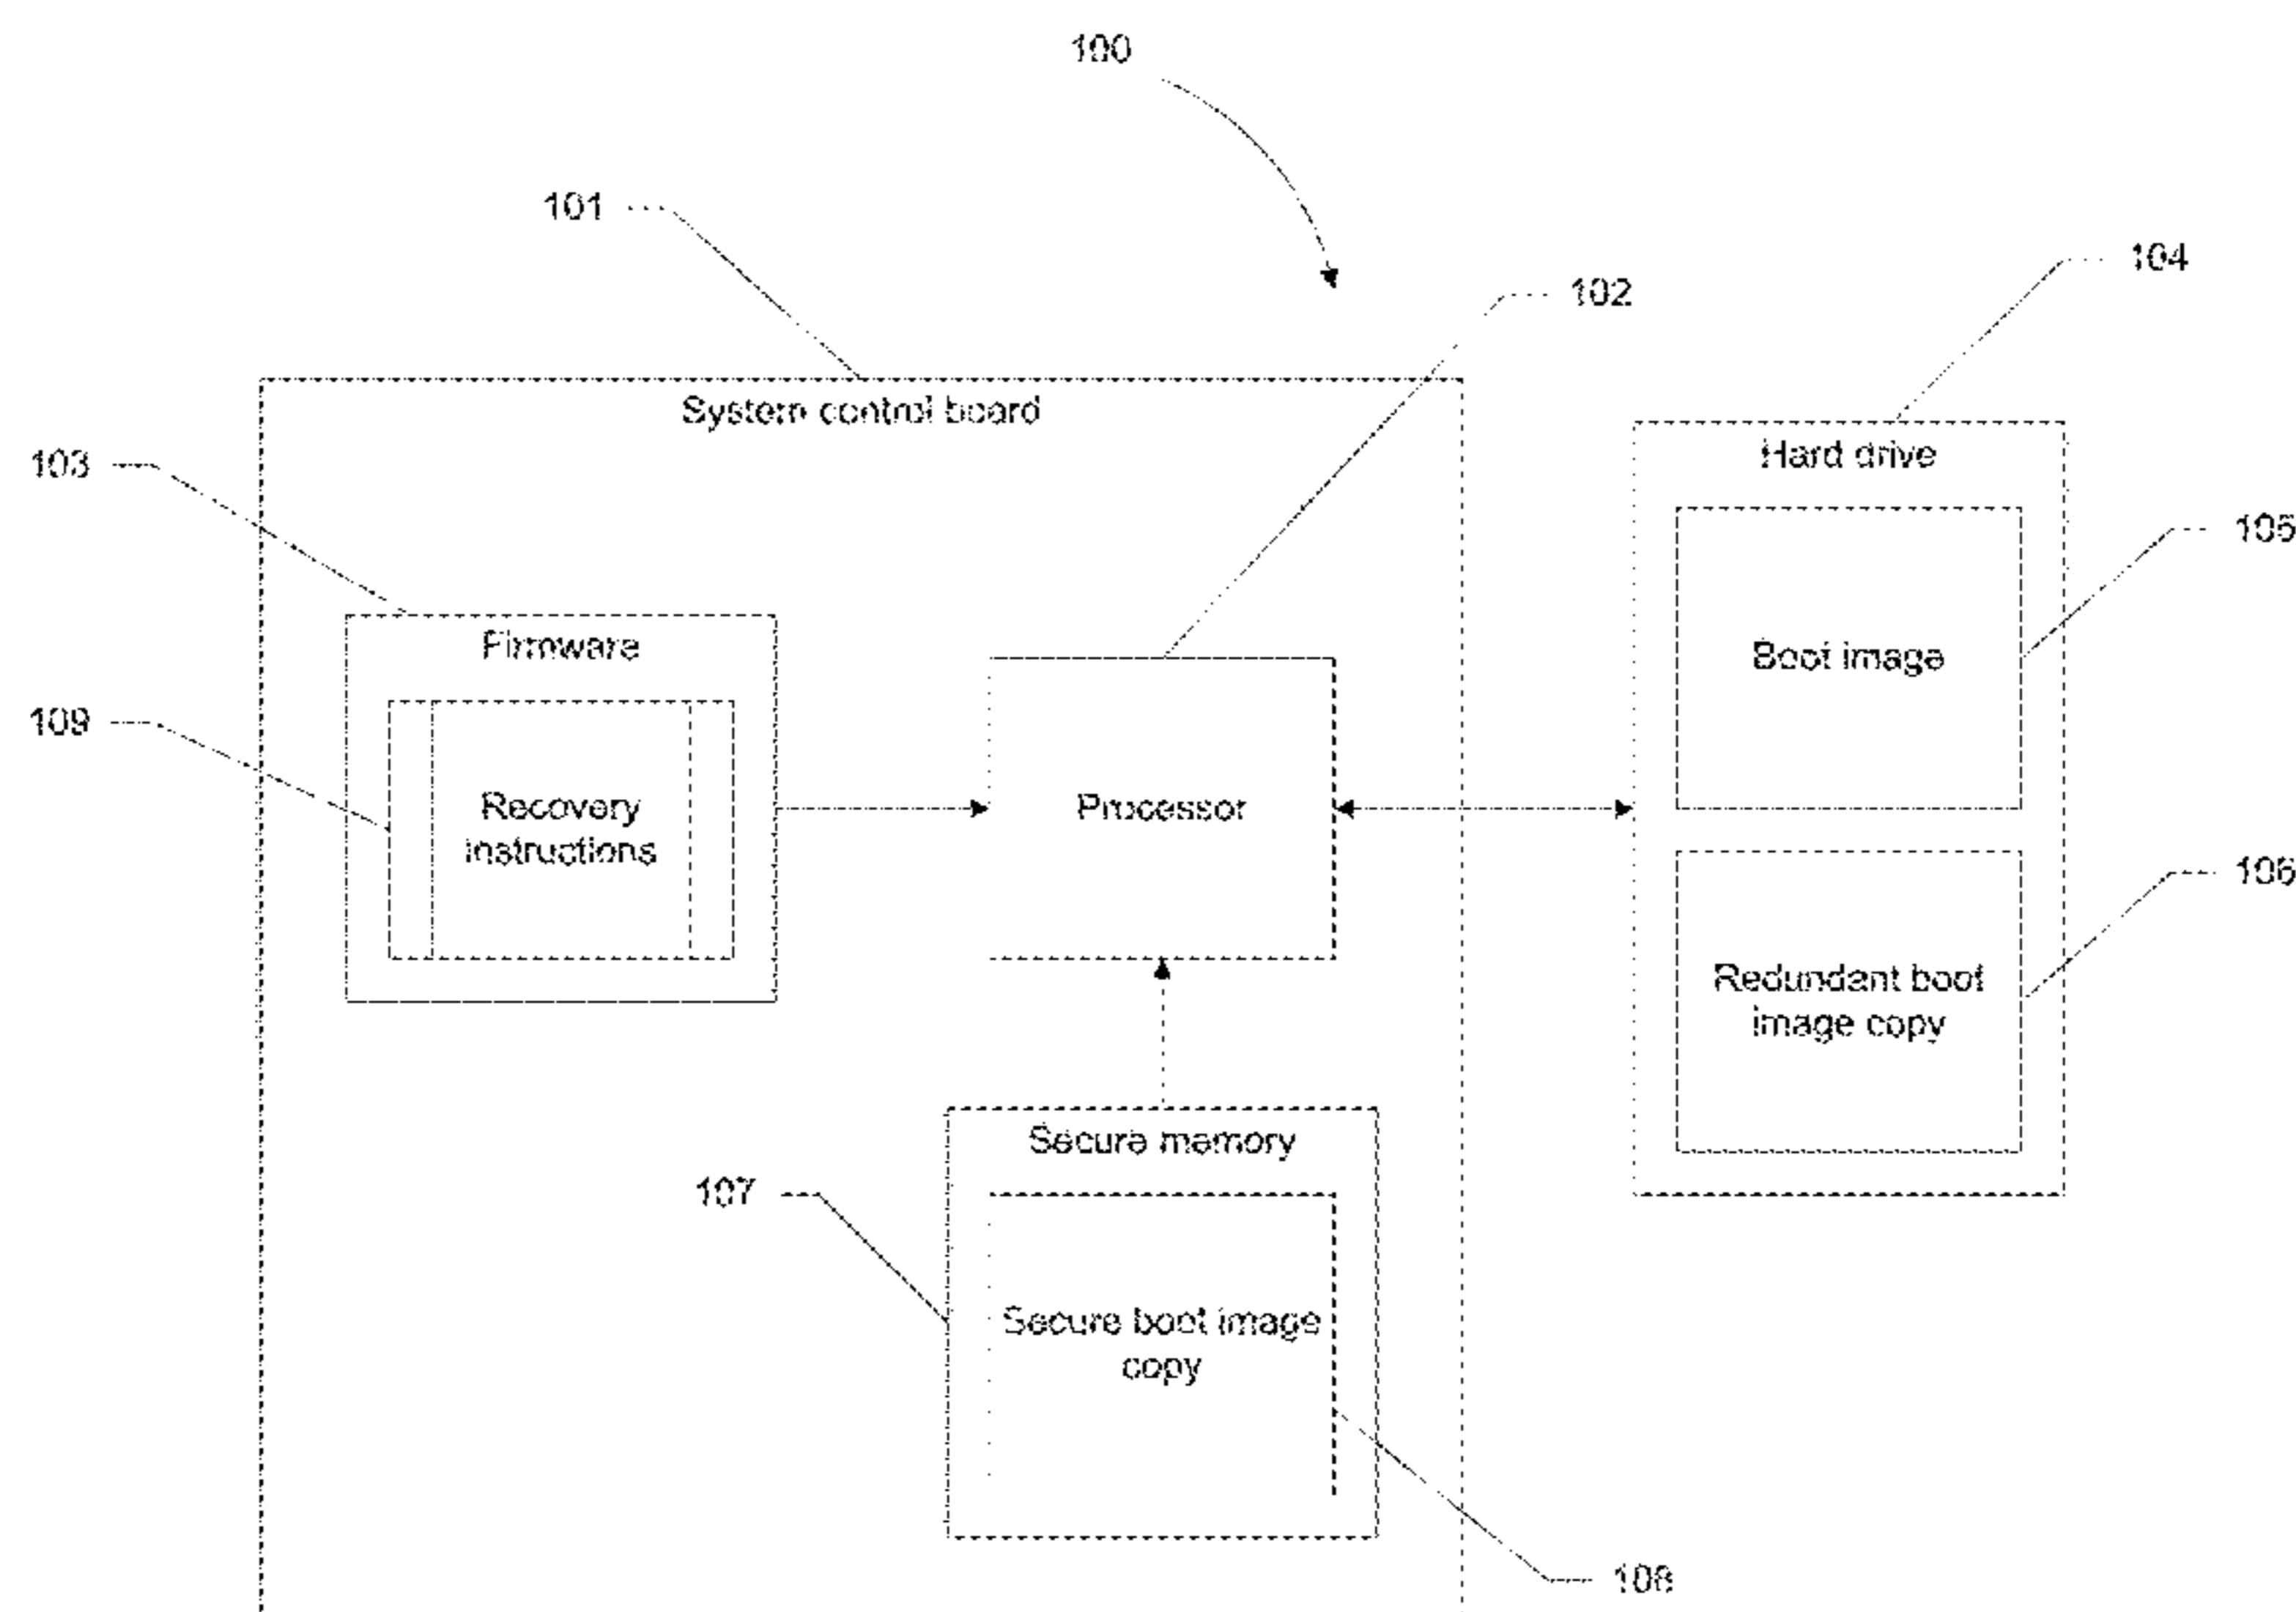 100
101
104
102
System control board
103
Hard drive
105
Firmware
Boot image
109
Recovery
instructions
Processor
106
Redundant boot
image copy
Secure memory
107
Secure boot image
copy
108